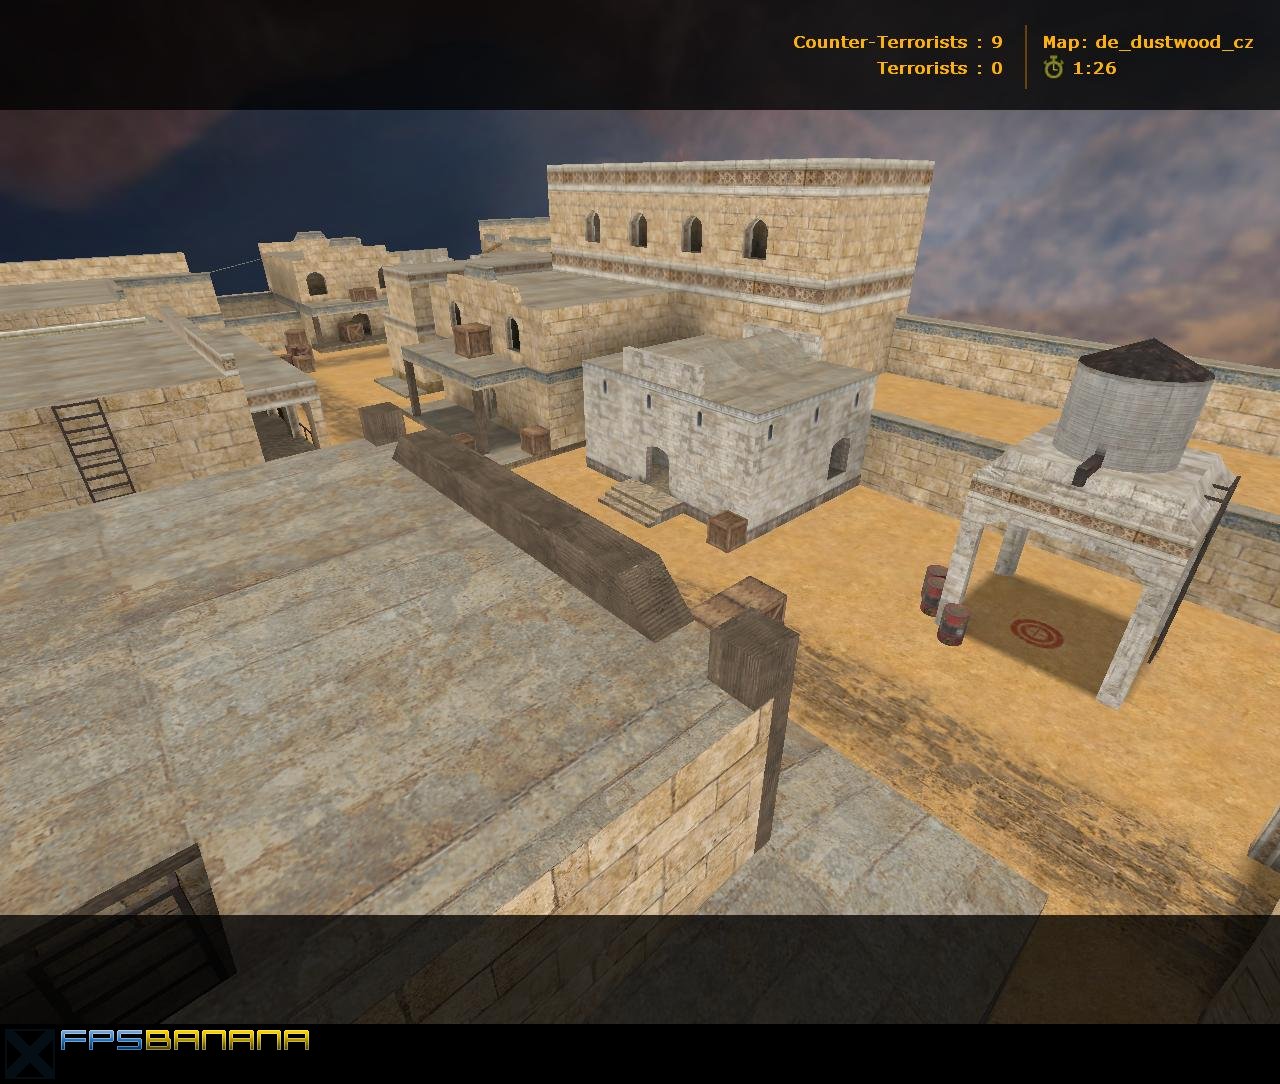 Counter-Terrorists : 9
Terrorists : 0
Map: de_dustwood_cz
1:26
FPSBANANA